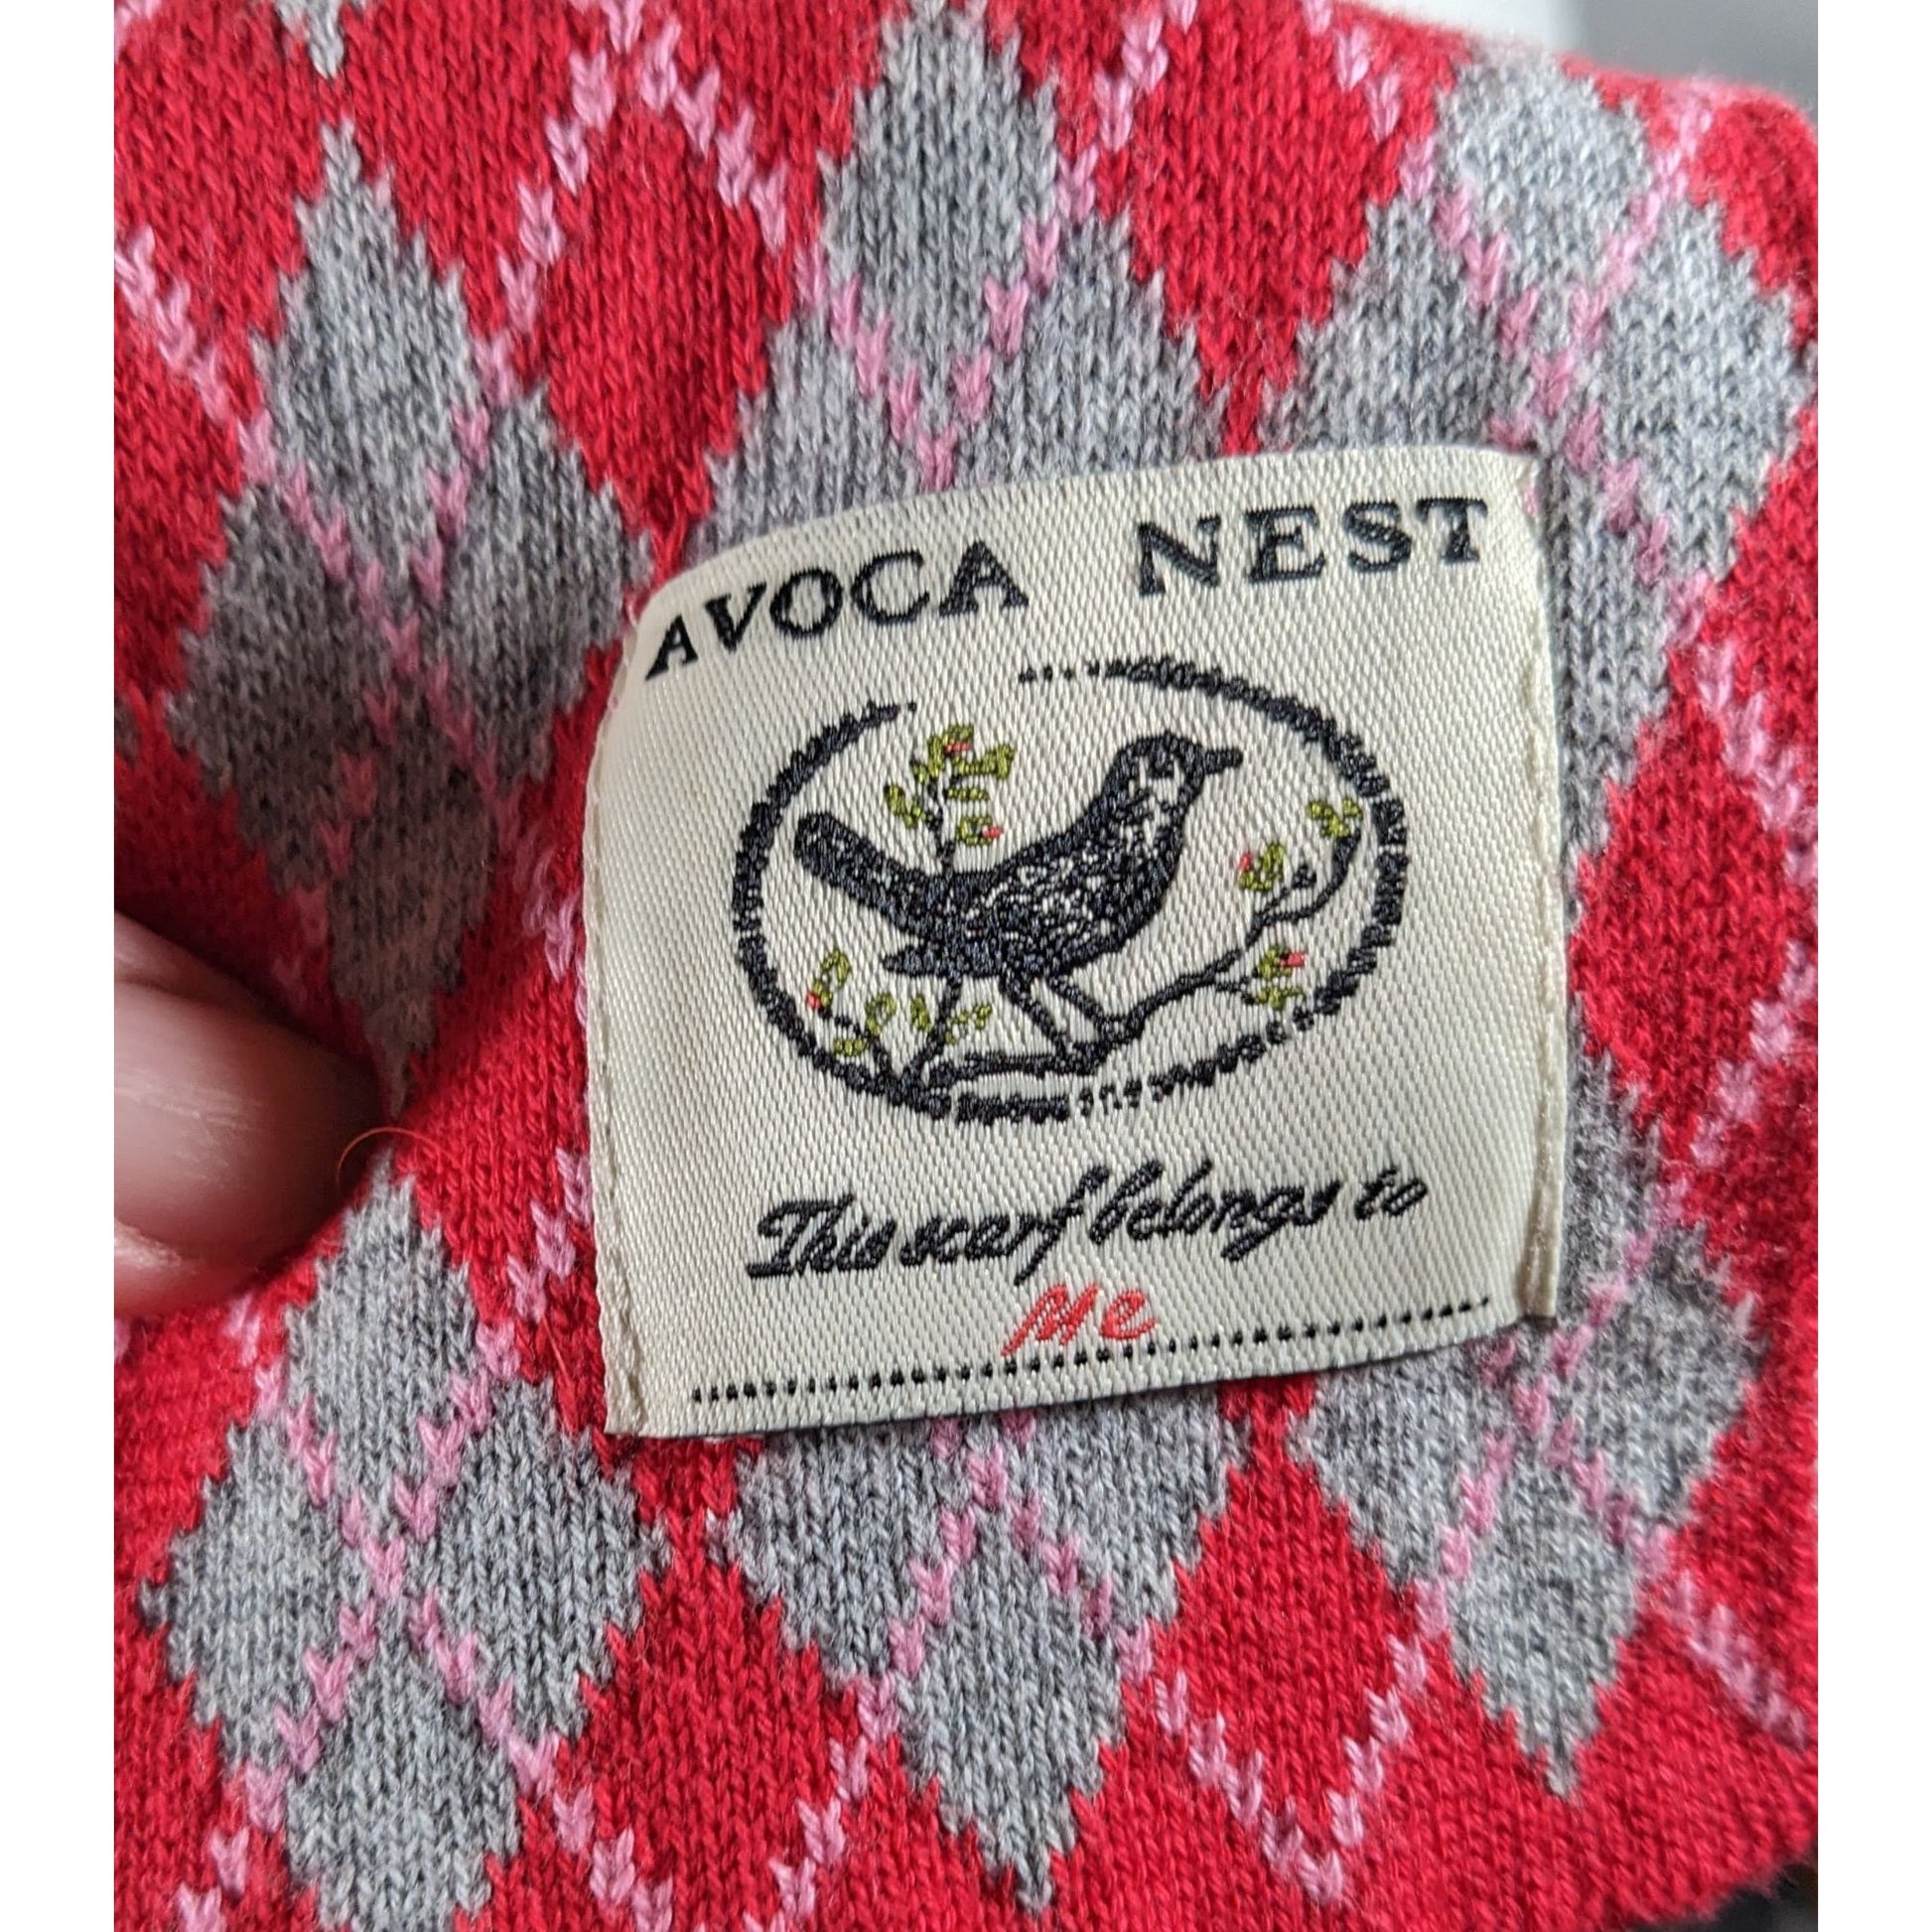 AVOCA NEST
This scarf belongs to
Me